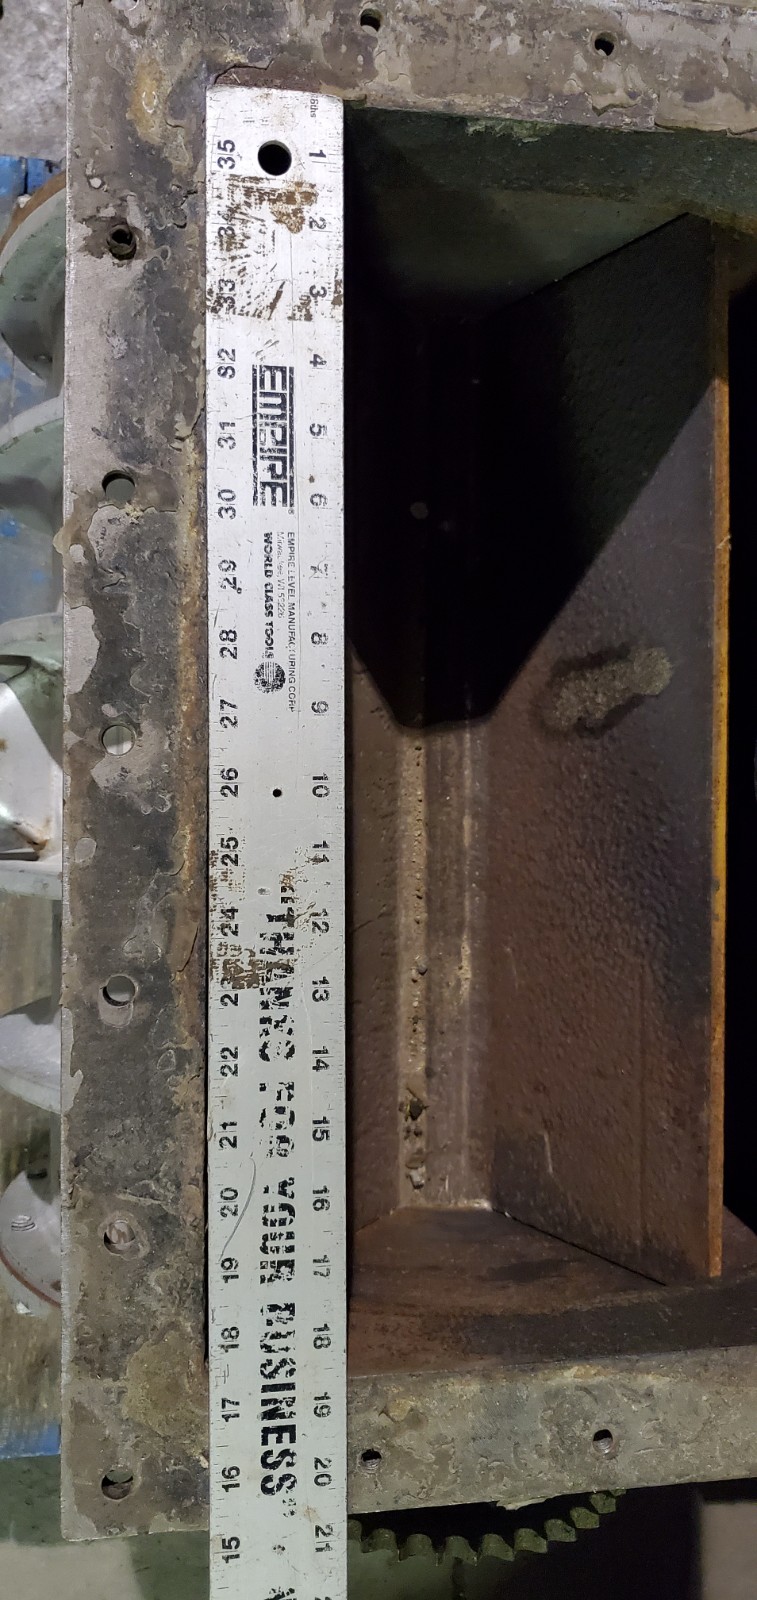 16ths 1 2 3 4 5 6 7 8 9 10 11 12 13 14 15 16 17 18 19 20 21
EMPIRE®
EMPIRE LEVEL MANUFACTURING CORP.
WORLD CLASS TOOLS
"THANKS FOR YOUR BUSINESS"
35 34 33 32 31 30 29 28 27 26 25 24 23 22 21 20 19 18 17 16 15